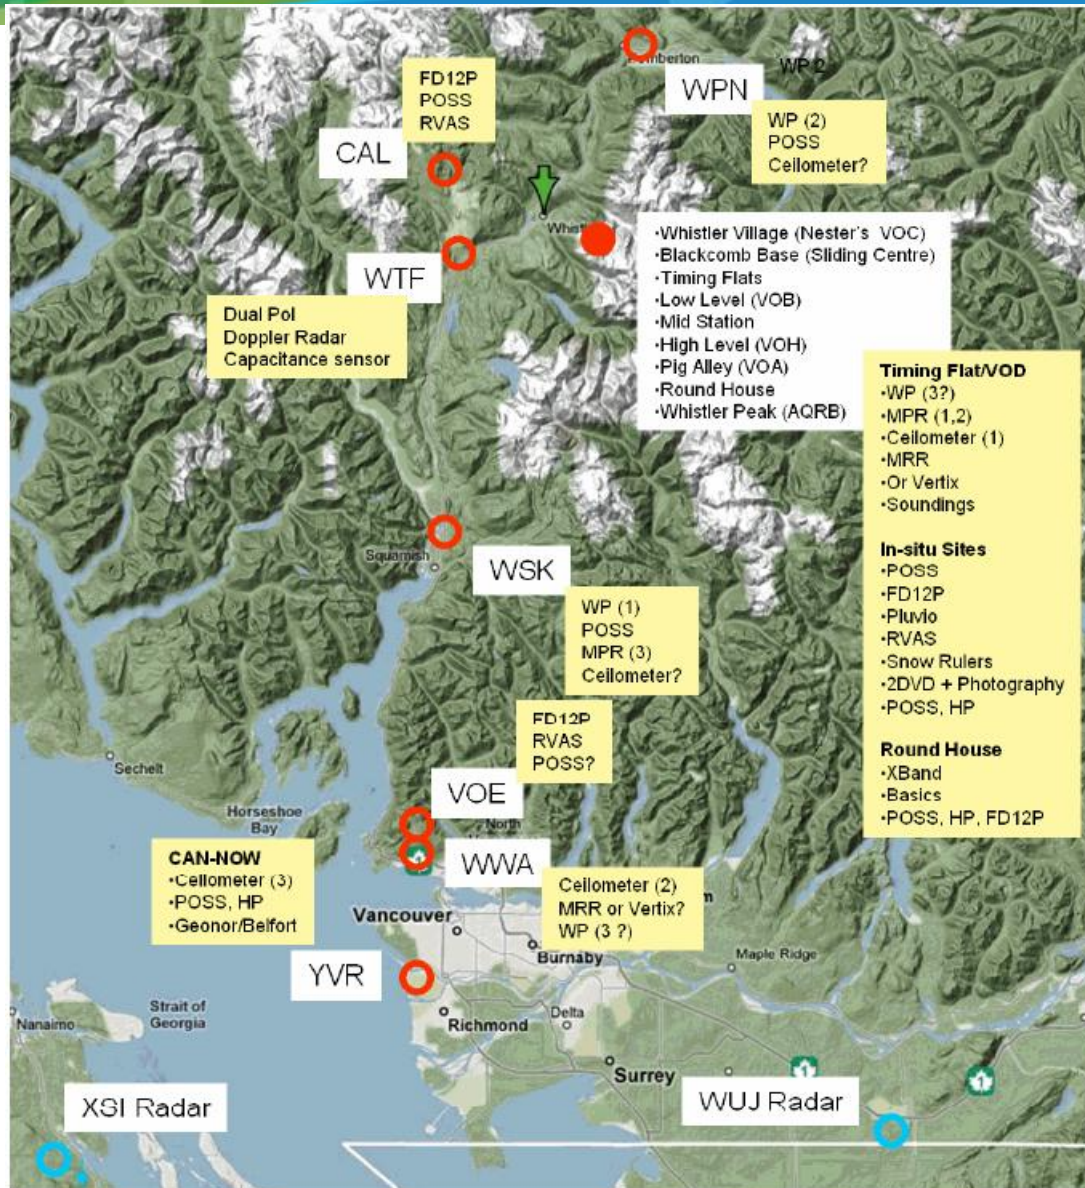 Pemberton
WP 2
WPN
FD12P
POSS
RVAS
WP (2)
POSS
Ceilometer?
CAL
Whistler
•Whistler Village (Nester's VOC)
•Blackcomb Base (Sliding Centre)
•Timing Flats
•Low Level (VOB)
•Mid Station
•High Level (VOH)
•Pig Alley (VOA)
•Round House
•Whistler Peak (AQRB)
WTF
Dual Pol
Doppler Radar
Capacitance sensor
Timing Flat/VOD
•WP (3?)
•MPR (1,2)
•Ceilometer (1)
•MRR
•Or Vertix
•Soundings
In-situ Sites
•POSS
•FD12P
•Pluvio
•RVAS
•Snow Rulers
•2DVD + Photography
•POSS, HP
Round House
•XBand
•Basics
•POSS, HP, FD12P
Squamish
WSK
WP (1)
POSS
MPR (3)
Ceilometer?
FD12P
RVAS
POSS?
Sechelt
VOE
Horseshoe
Bay
North
1
WWA
CAN-NOW
•Ceilometer (3)
•POSS, HP
•Geonor/Belfort
Ceilometer (2)
MRR or Vertix?
WP (3 ?)
m
Vancouver
Burnaby
Maple Ridge
YVR
Strait of
Georgia
Nanaimo
Richmond
Delta
Surrey
1
1
XSI Radar
WUJ Radar